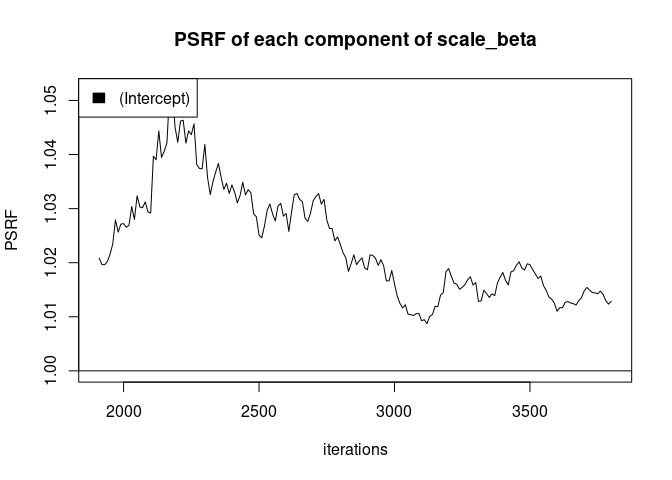 PSRF of each component of scale_beta
(Intercept)
PSRF
1.05
1.04
1.03
1.02
1.01
1.00
2000 2500 3000 3500
iterations